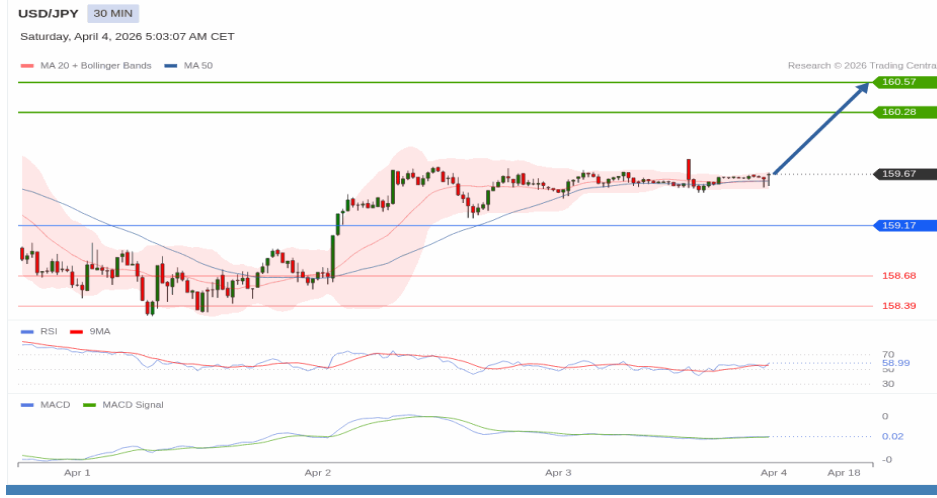 USD/JPY 30 MIN
Saturday, April 4, 2026 5:03:07 AM CET
MA 20 + Bollinger Bands MA 50
Research © 2026 Trading Centra
160.57
160.28
159.67
159.17
158.68
158.39
RSI 9MA
70
58.99
50
30
MACD MACD Signal
0
0.02
-0
Apr 1 Apr 2 Apr 3 Apr 4 Apr 18